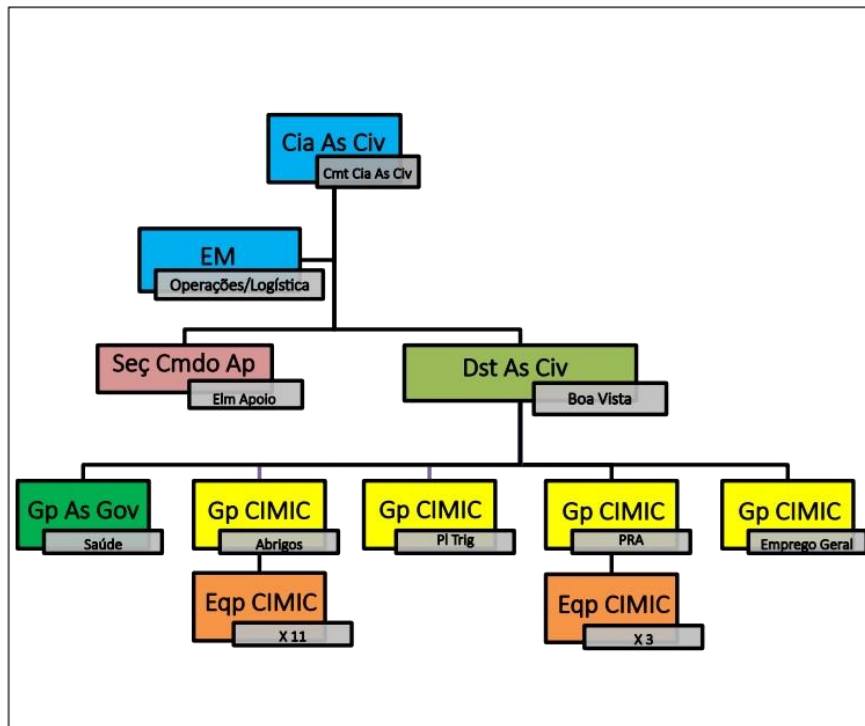 Cia As Civ
Cmt Cia As Civ
EM
Operações/Logística
Seç Cmdo Ap
Elm Apoio
Dst As Civ
Boa Vista
Gp As Gov
Saúde
Gp CIMIC
Abrigos
Gp CIMIC
PI Trig
Gp CIMIC
PRA
Gp CIMIC
Emprego Geral
Eqp CIMIC
X 11
Eqp CIMIC
X 3